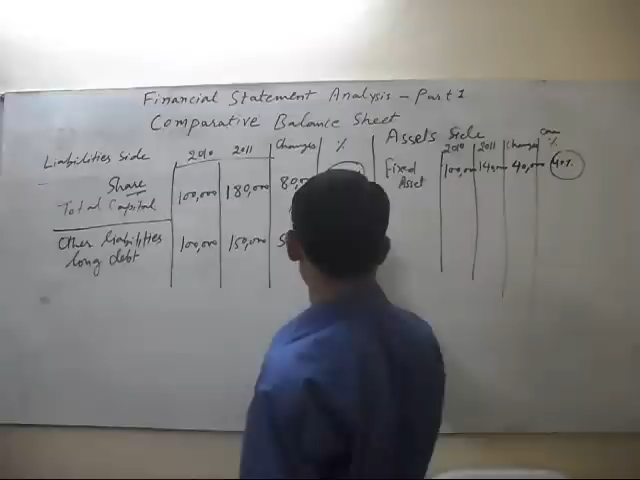 Financial Statement Analysis - Part 1
Comparative Balance Sheet
Liabilities Side 2010 2011 Changes %
Share
Total Capital 100,000 180,000 80,
Other liabilities 100,000 150,000
long debt
Assets Side
2010 2011 Change %
Fixed 100,000 140,000 40,000 40%
Asset